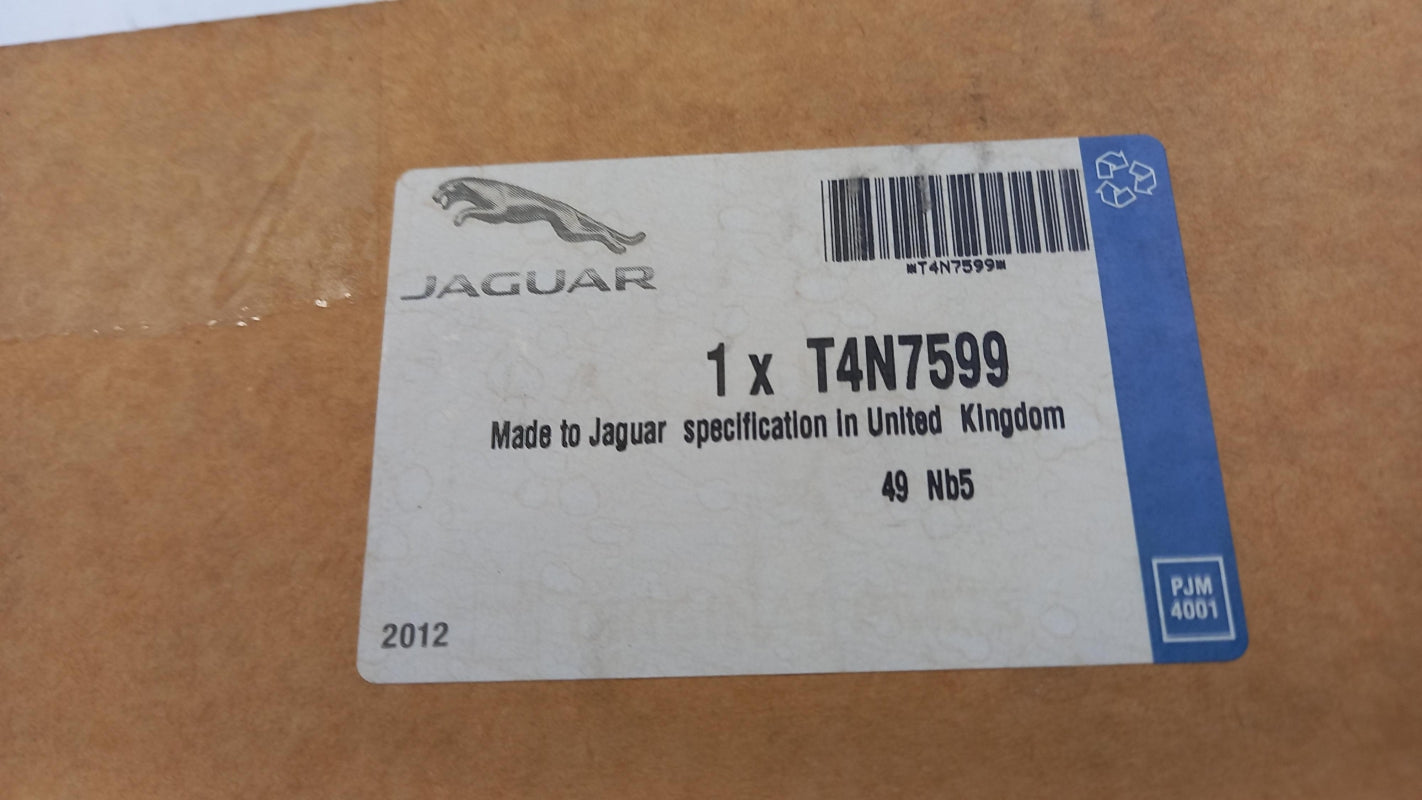 JAGUAR
*T4N7599*
1 x T4N7599
Made to Jaguar specification in United Kingdom
49 Nb5
2012
PJM
4001